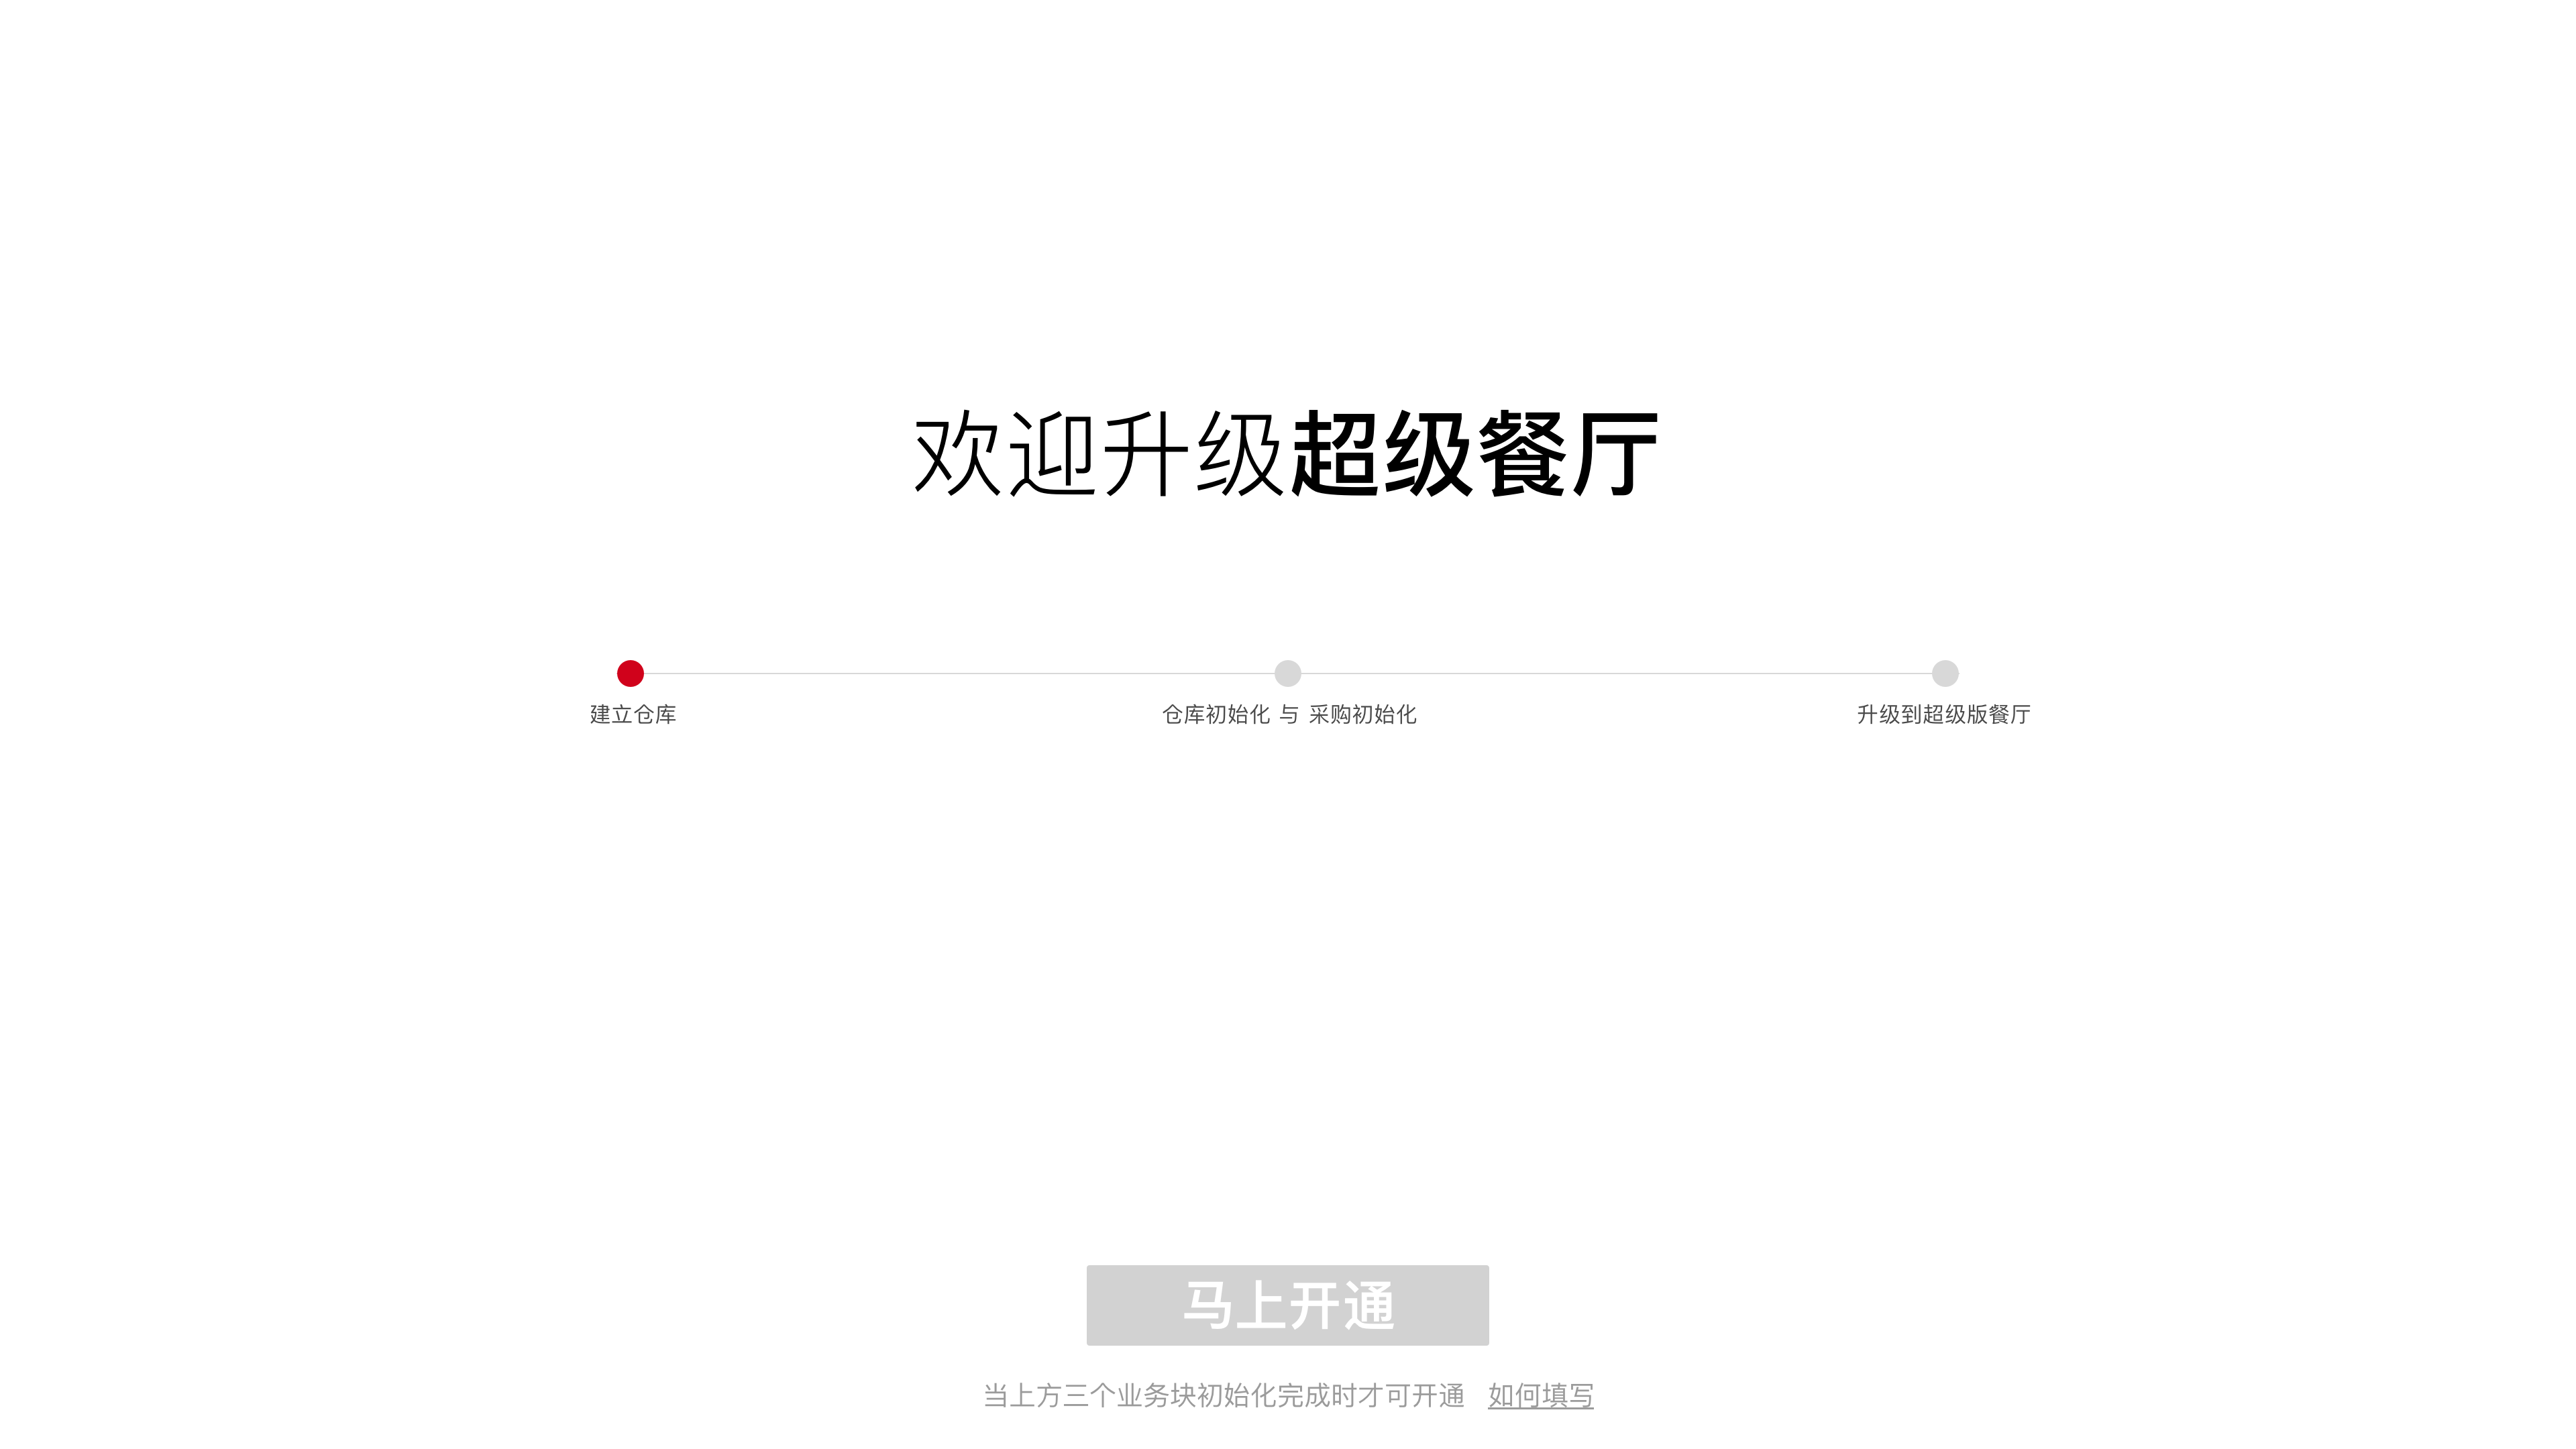 欢迎升级超级餐厅
建立仓库
仓库初始化 与 采购初始化
升级到超级版餐厅
马上开通
当上方三个业务块初始化完成时才可开通 如何填写